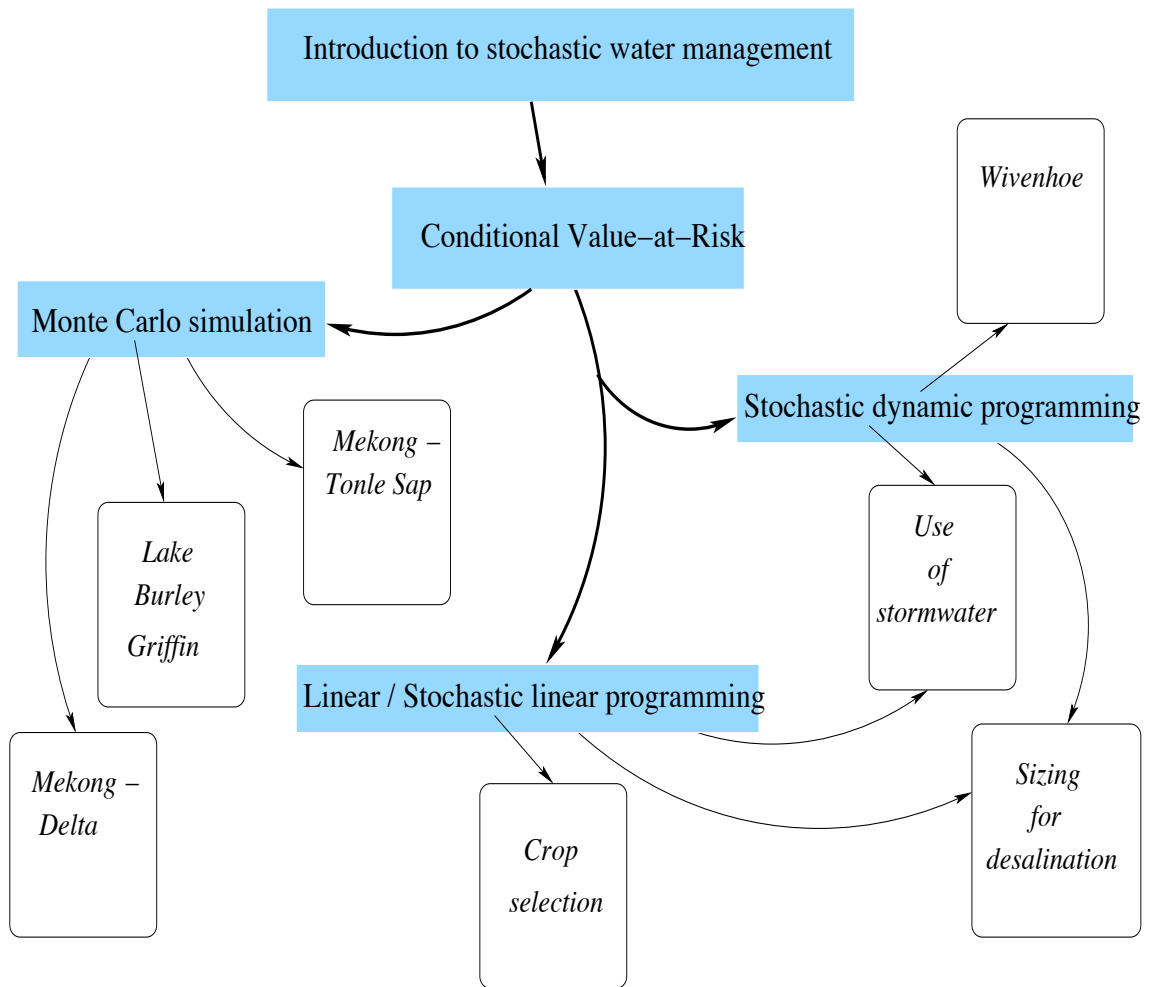 Introduction to stochastic water management
Wivenhoe
Conditional Value–at–Risk
Monte Carlo simulation
Stochastic dynamic programming
Mekong –
Tonle Sap
Lake
Burley
Griffin
Use
of
stormwater
Linear / Stochastic linear programming
Mekong –
Delta
Sizing
for
desalination
Crop
selection